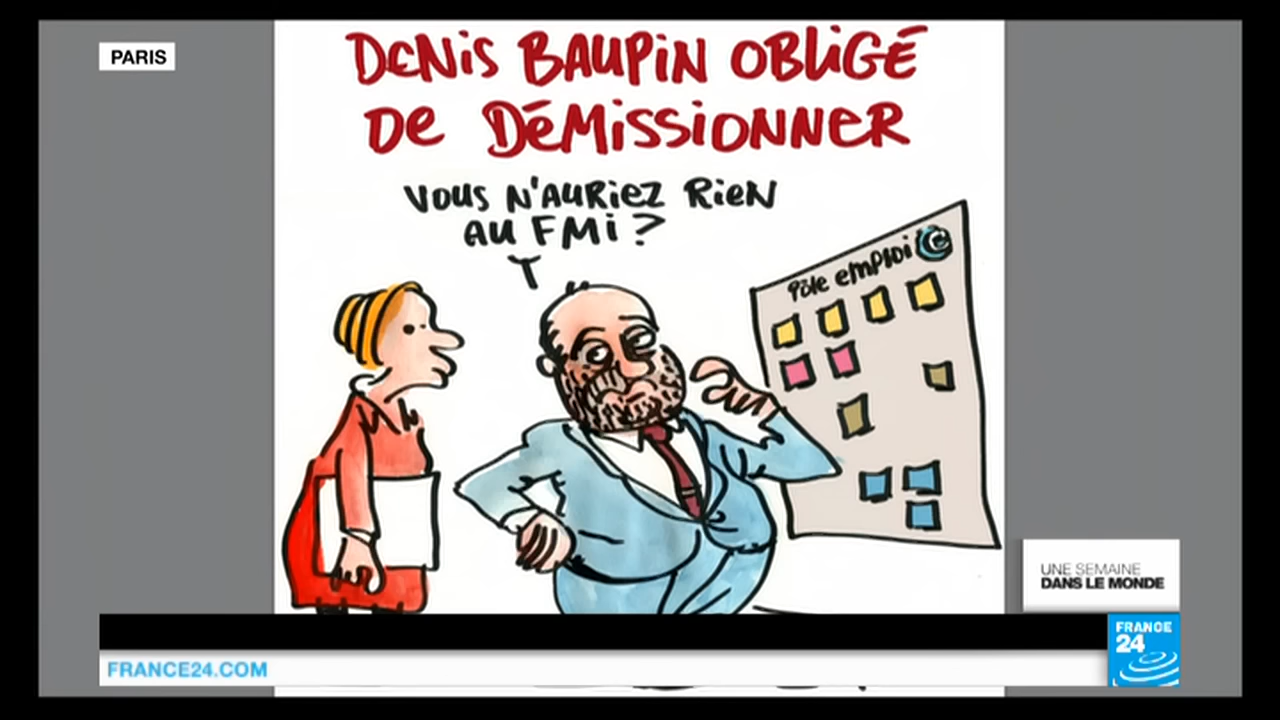 PARIS
DENIS BAUPIN OBLIGÉ
DE DÉMISSIONNER
VOUS N'AURIEZ RIEN
AU FMI ?
Pôle emploi
UNE SEMAINE
DANS LE MONDE
FRANCE
24
FRANCE24.COM